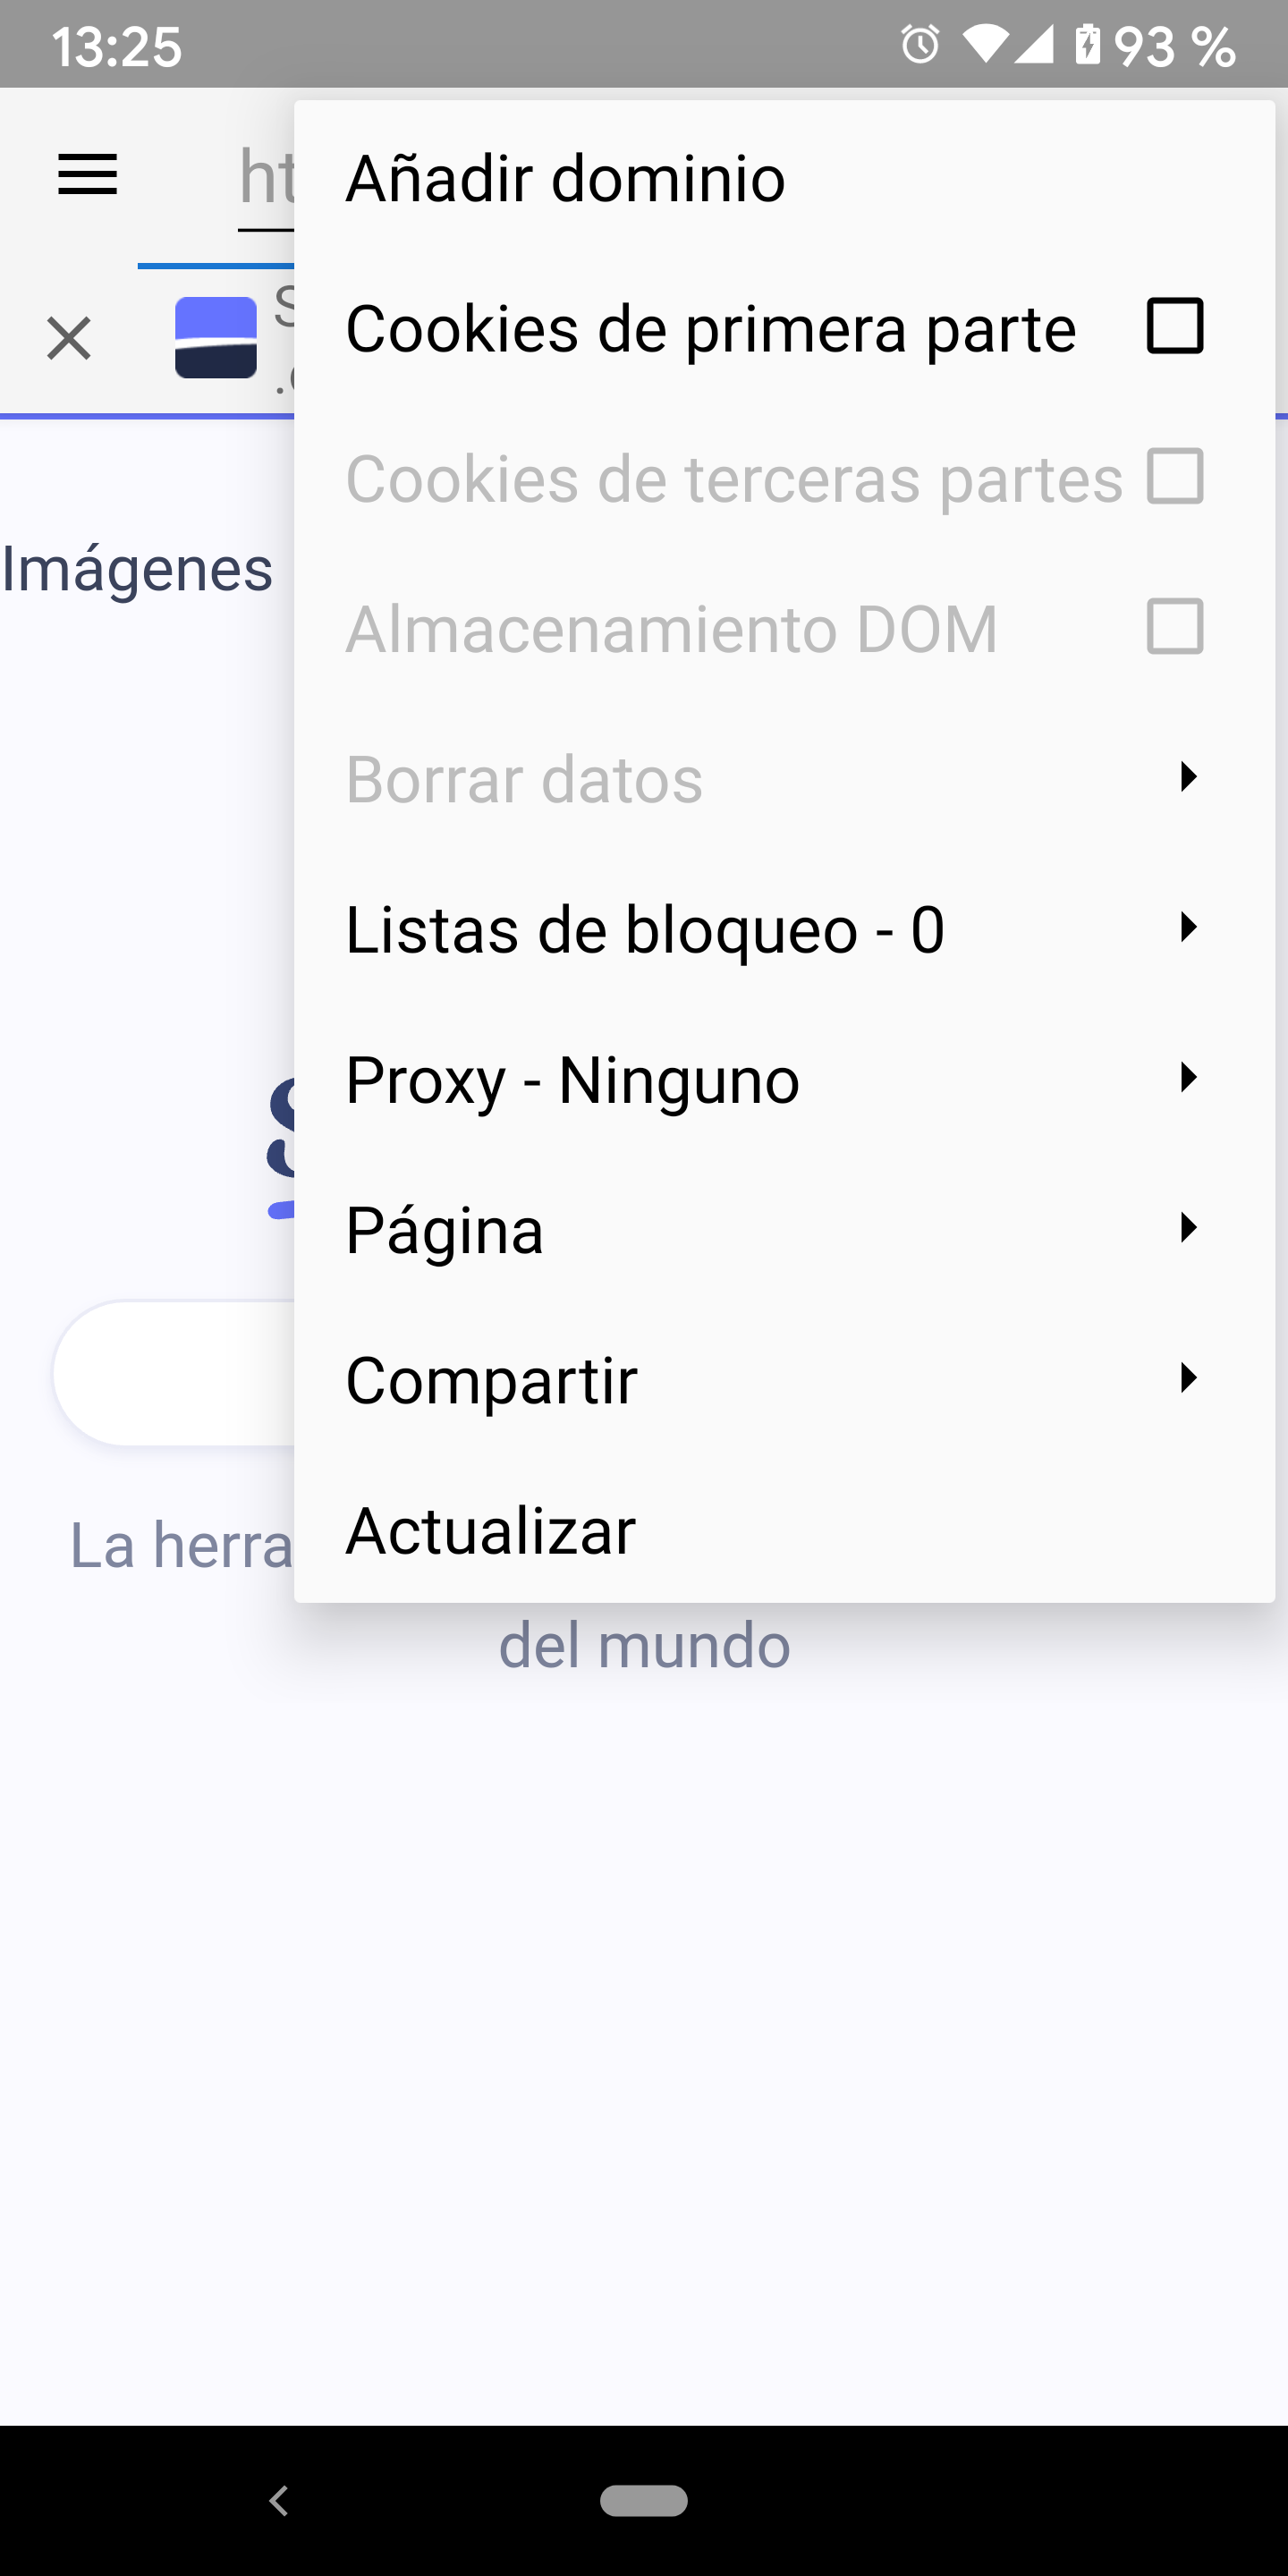 13:25
93 %
ht
Añadir dominio
Cookies de primera parte
Cookies de terceras partes
Almacenamiento DOM
Borrar datos
Listas de bloqueo - 0
Proxy - Ninguno
Página
Compartir
Actualizar
Imágenes
S
La herra
del mundo